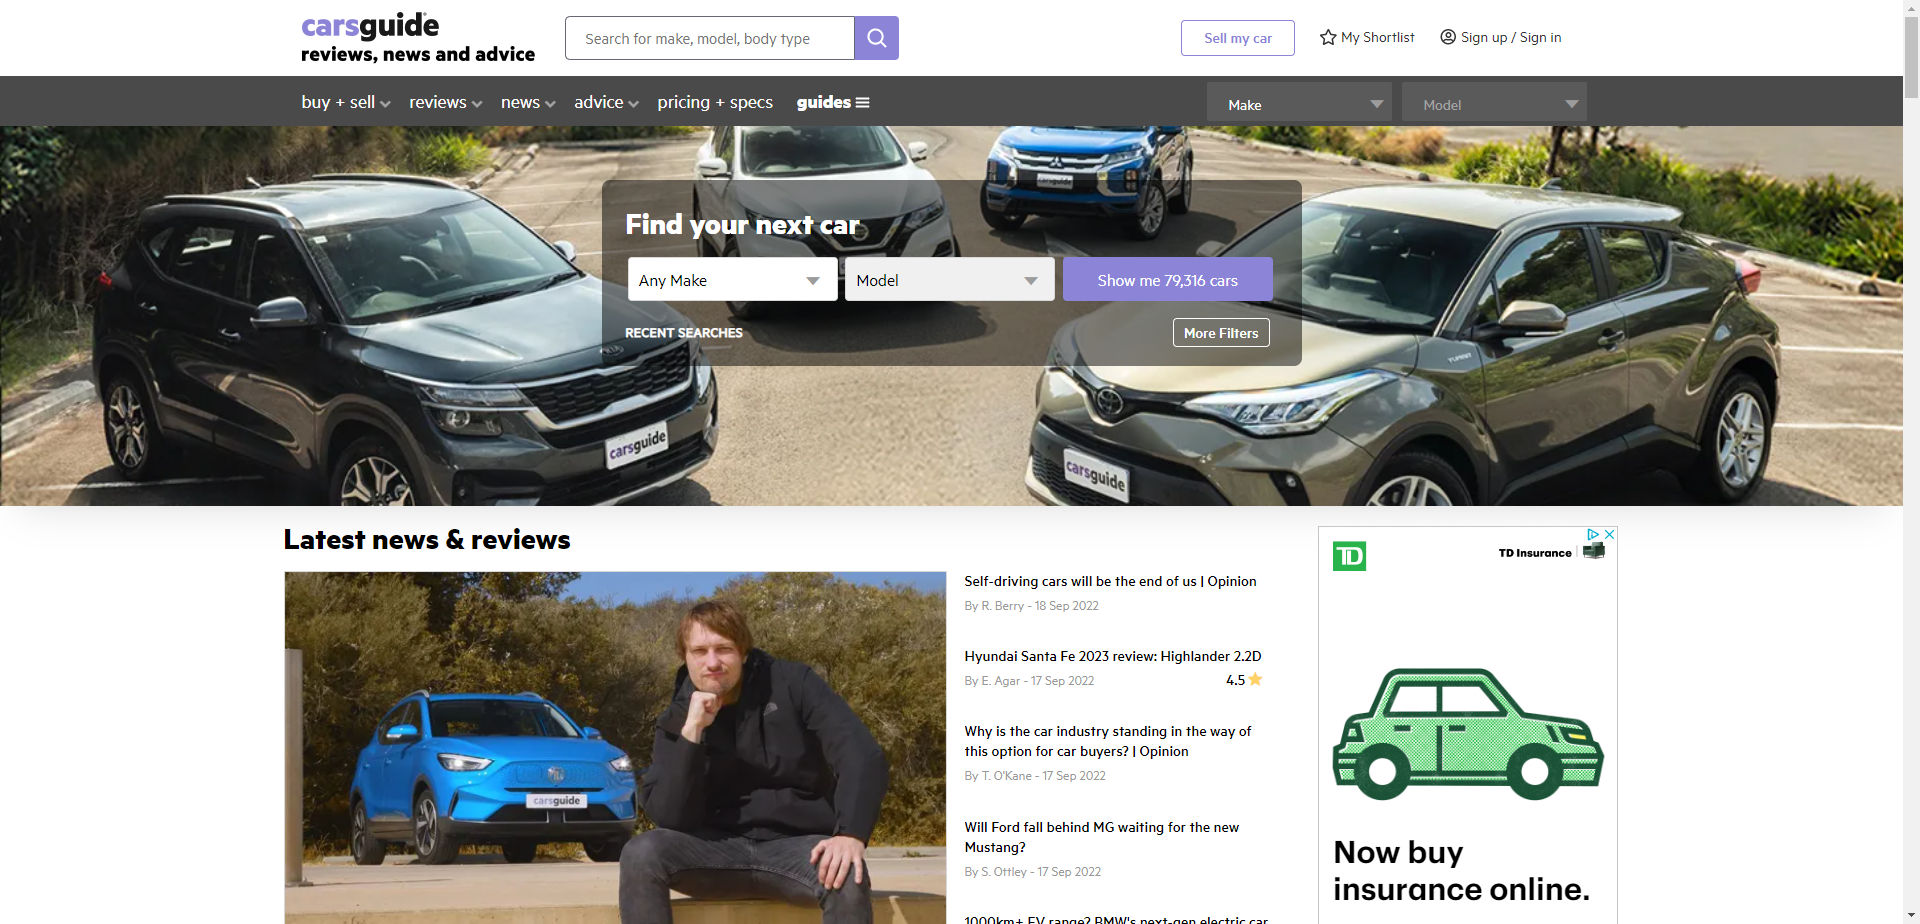 carsguide
reviews, news and advice
Search for make, model, body type
Sell my car
My Shortlist
Sign up / Sign in
buy + sell
reviews
news
advice
pricing + specs
guides
Make
Model
Find your next car
Any Make
Model
Show me 79,316 cars
RECENT SEARCHES
More Filters
carsguide
carsguide
carsguide
Latest news & reviews
carsguide
Self-driving cars will be the end of us | Opinion
By R. Berry - 18 Sep 2022
Hyundai Santa Fe 2023 review: Highlander 2.2D
By E. Agar - 17 Sep 2022
4.5
Why is the car industry standing in the way of
this option for car buyers? | Opinion
By T. O'Kane - 17 Sep 2022
Will Ford fall behind MG waiting for the new
Mustang?
By S. Ottley - 17 Sep 2022
1000km+ EV range? BMW's next-gen electric car
TD
TD Insurance
Now buy
insurance online.